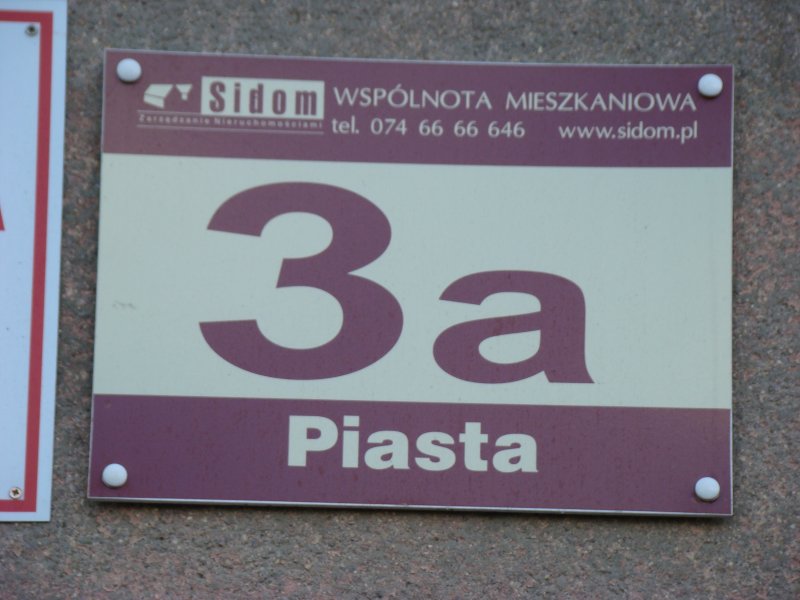 Sidom
Zarządzanie Nieruchomościami
WSPÓLNOTA MIESZKANIOWA
tel. 074 66 66 646 www.sidom.pl
3a
Piasta